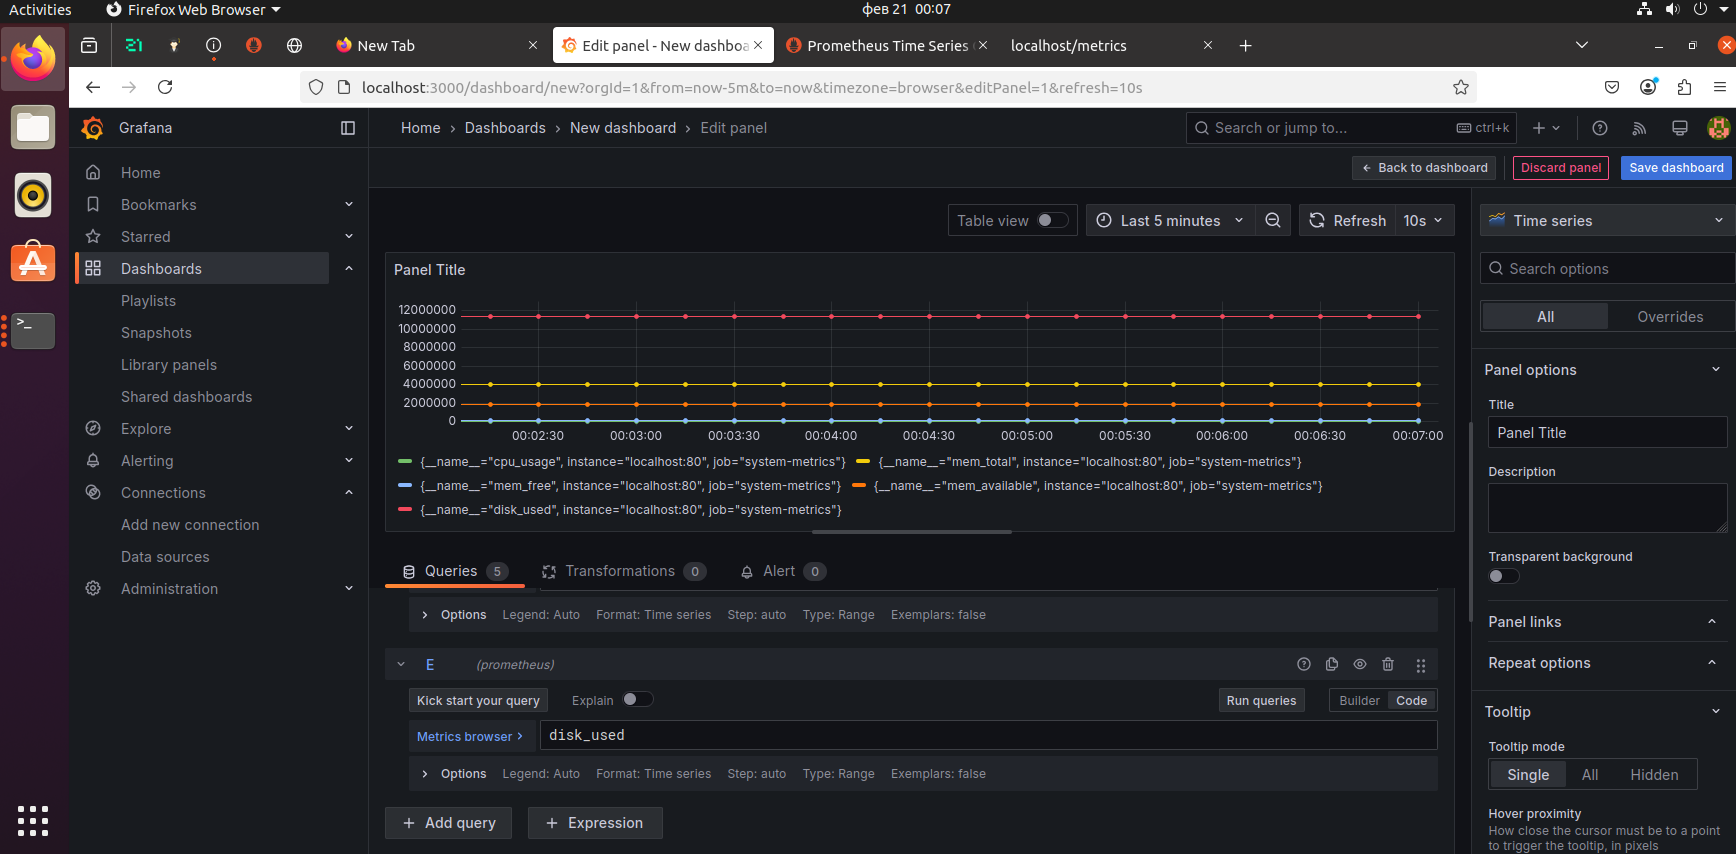 Activities
Firefox Web Browser
фев 21 00:07
New Tab
Edit panel - New dashboa
Prometheus Time Series
localhost/metrics
localhost:3000/dashboard/new?orgId=1&from=now-5m&to=now&timezone=browser&editPanel=1&refresh=10s
Grafana
Home › Dashboards › New dashboard › Edit panel
Search or jump to...
ctrl+k
Back to dashboard
Discard panel
Save dashboard
Home
Bookmarks
Starred
Dashboards
Playlists
Snapshots
Library panels
Shared dashboards
Explore
Alerting
Connections
Add new connection
Data sources
Administration
Table view
Last 5 minutes
Refresh
10s
Panel Title
12000000
10000000
8000000
6000000
4000000
2000000
0
00:02:30 00:03:00 00:03:30 00:04:00 00:04:30 00:05:00 00:05:30 00:06:00 00:06:30 00:07:00
{__name__="cpu_usage", instance="localhost:80", job="system-metrics"} {__name__="mem_total", instance="localhost:80", job="system-metrics"}
{__name__="mem_free", instance="localhost:80", job="system-metrics"} {__name__="mem_available", instance="localhost:80", job="system-metrics"}
{__name__="disk_used", instance="localhost:80", job="system-metrics"}
Queries 5
Transformations 0
Alert 0
Options Legend: Auto Format: Time series Step: auto Type: Range Exemplars: false
E (prometheus)
Kick start your query
Explain
Run queries
Builder
Code
Metrics browser
disk_used
Options Legend: Auto Format: Time series Step: auto Type: Range Exemplars: false
+ Add query
+ Expression
Time series
Search options
All
Overrides
Panel options
Title
Panel Title
Description
Transparent background
Panel links
Repeat options
Tooltip
Tooltip mode
Single
All
Hidden
Hover proximity
How close the cursor must be to a point
to trigger the tooltip, in pixels